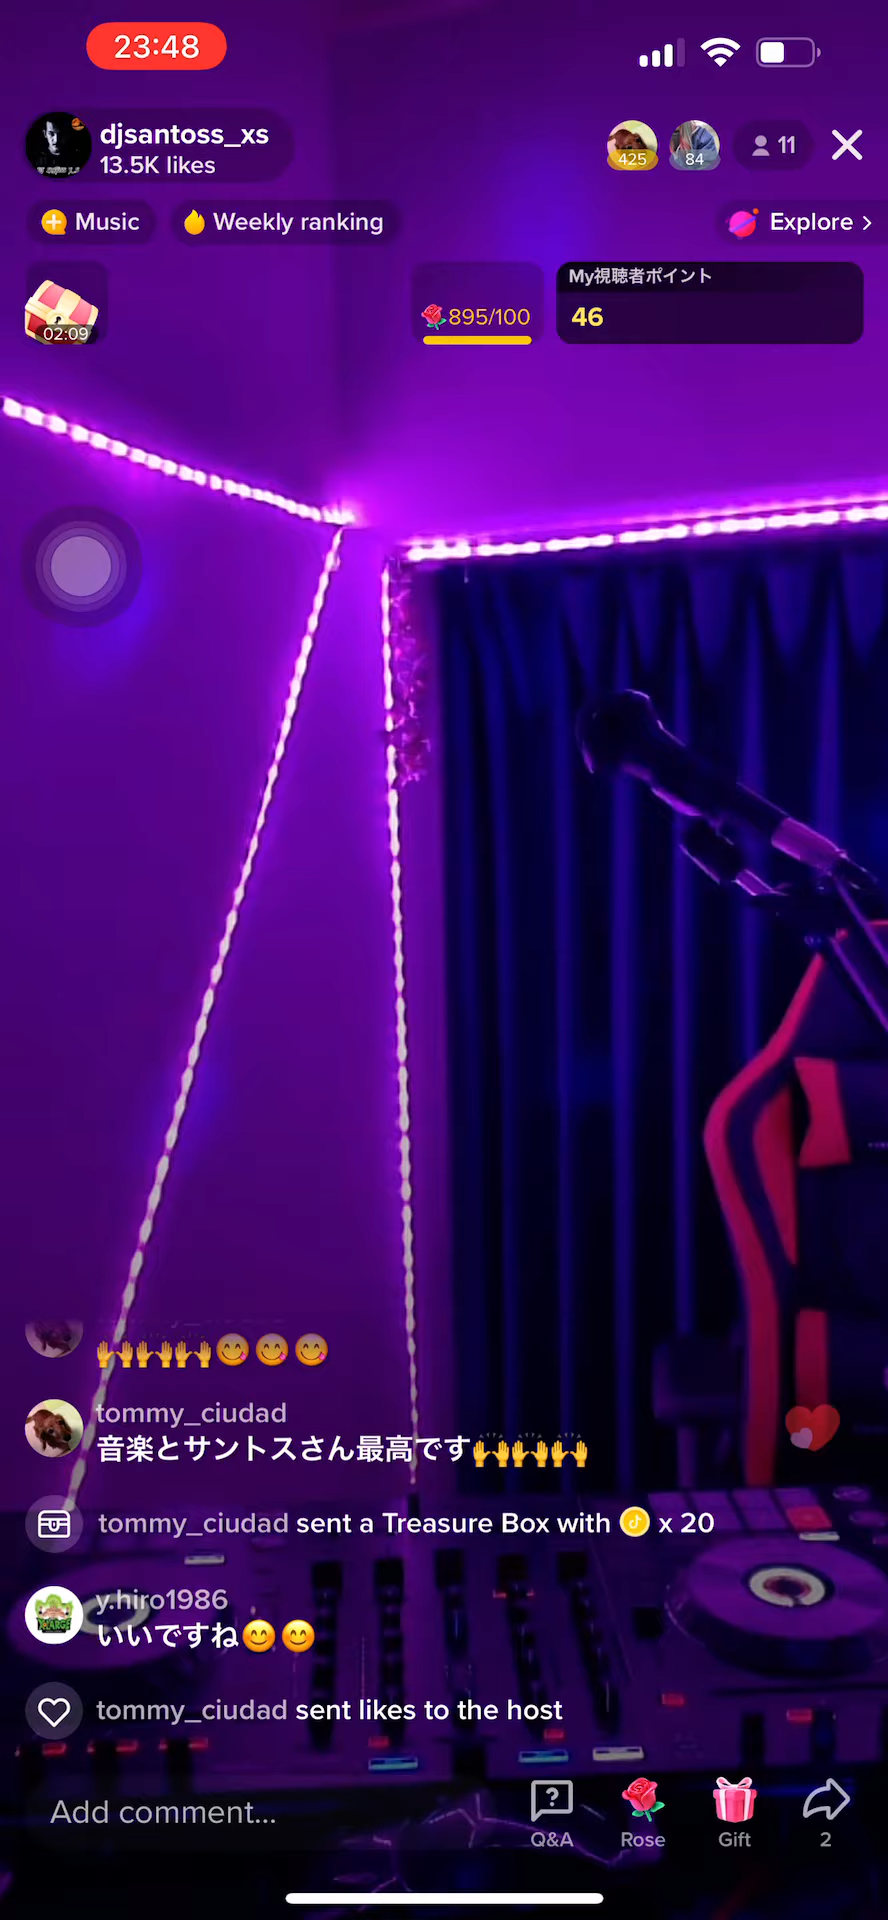 23:48
djsantoss_xs
13.5K likes
425
84
11
Music
Weekly ranking
Explore
02:09
895/100
My視聴者ポイント
46
🙌🙌🙌😋😋😋
tommy_ciudad
音楽とサントスさん最高です🙌🙌🙌
tommy_ciudad sent a Treasure Box with x 20
y.hiro1986
いいですね😊😊
tommy_ciudad sent likes to the host
Add comment...
Q&A
Rose
Gift
2